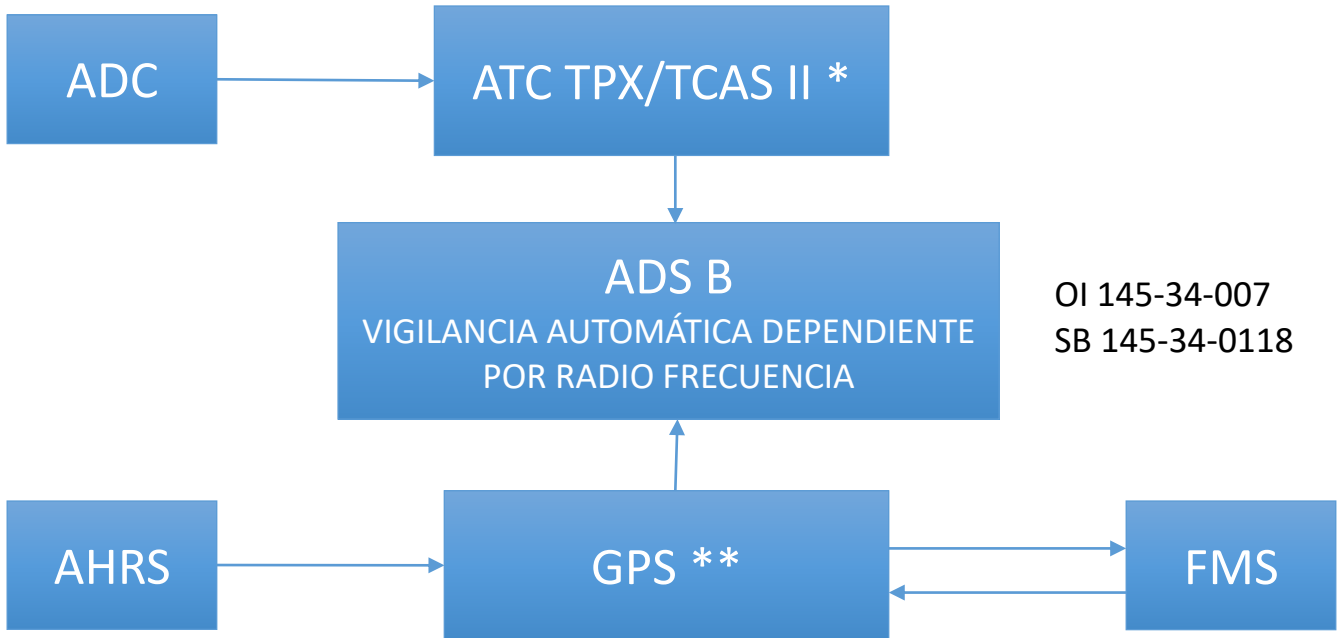 ADC
ATC TPX/TCAS II *
ADS B
VIGILANCIA AUTOMÁTICA DEPENDIENTE
POR RADIO FRECUENCIA
OI 145-34-007
SB 145-34-0118
AHRS
GPS **
FMS